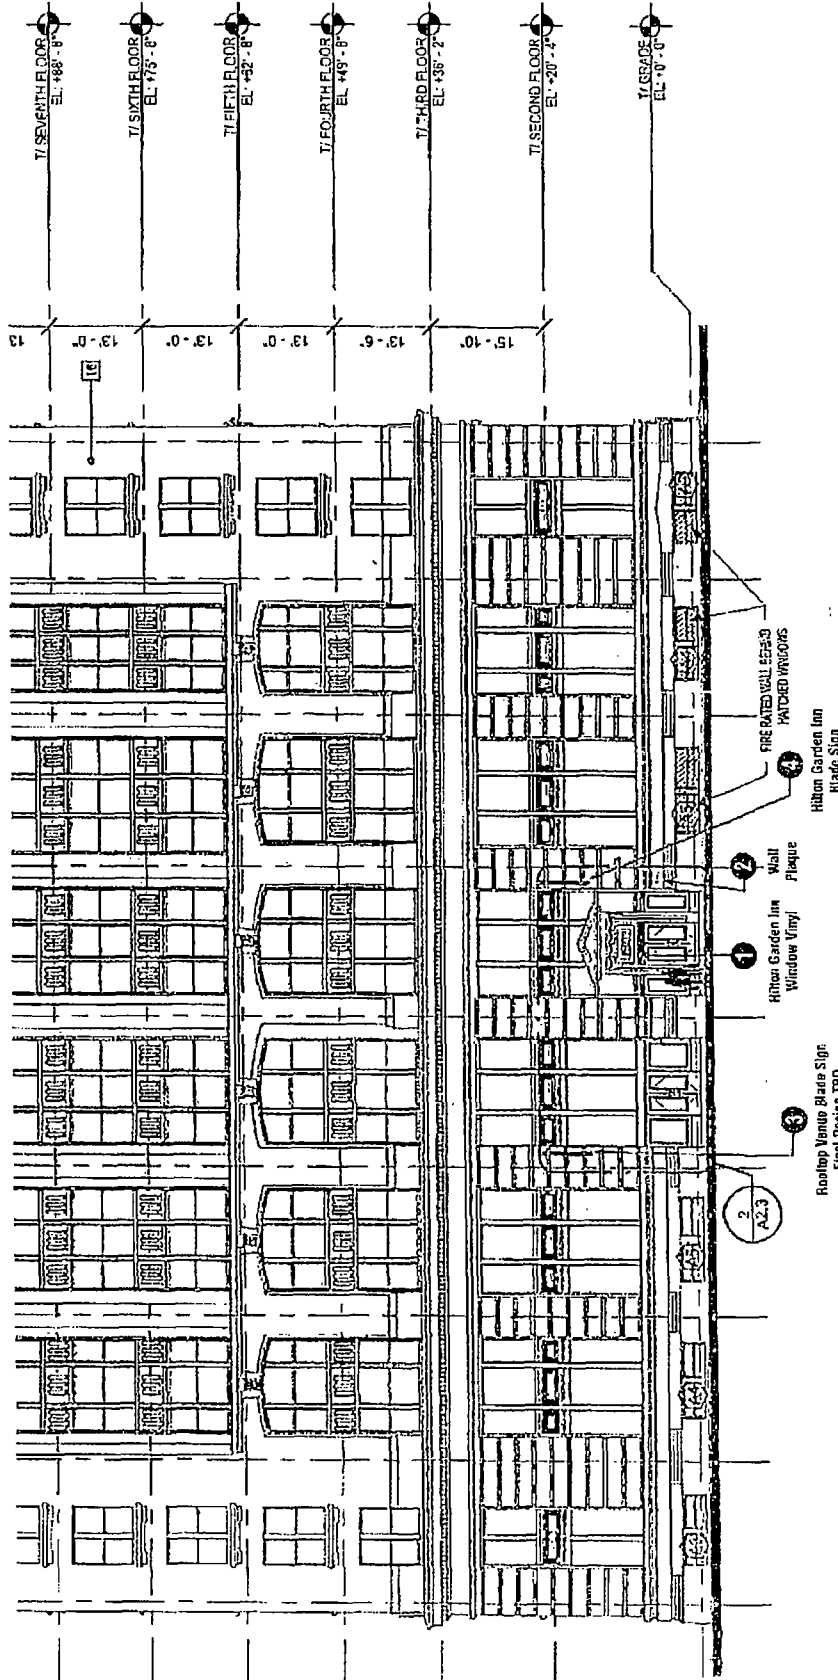 T/ SEVENTH FLOOR
EL: +88' - 8"
T/ SIXTH FLOOR
EL: +75' - 8"
T/ FIFTH FLOOR
EL: +62' - 8"
T/ FOURTH FLOOR
EL: +49' - 8"
T/ THIRD FLOOR
EL: +36' - 2"
T/ SECOND FLOOR
EL: +20' - 4"
T/ GRADE
EL: +0' - 0"
13
13' - 0"
13' - 0"
13' - 0"
13' - 6"
15' - 10"
FIRE RATED WALL BEHIND
HATCHED WINDOWS
Hilton Garden Inn
Blade Sign
Wall
Plaque
Hilton Garden Inn
Window Vinyl
Rooftop Venue Blade Sign
Final Design TBD
2
A2.3